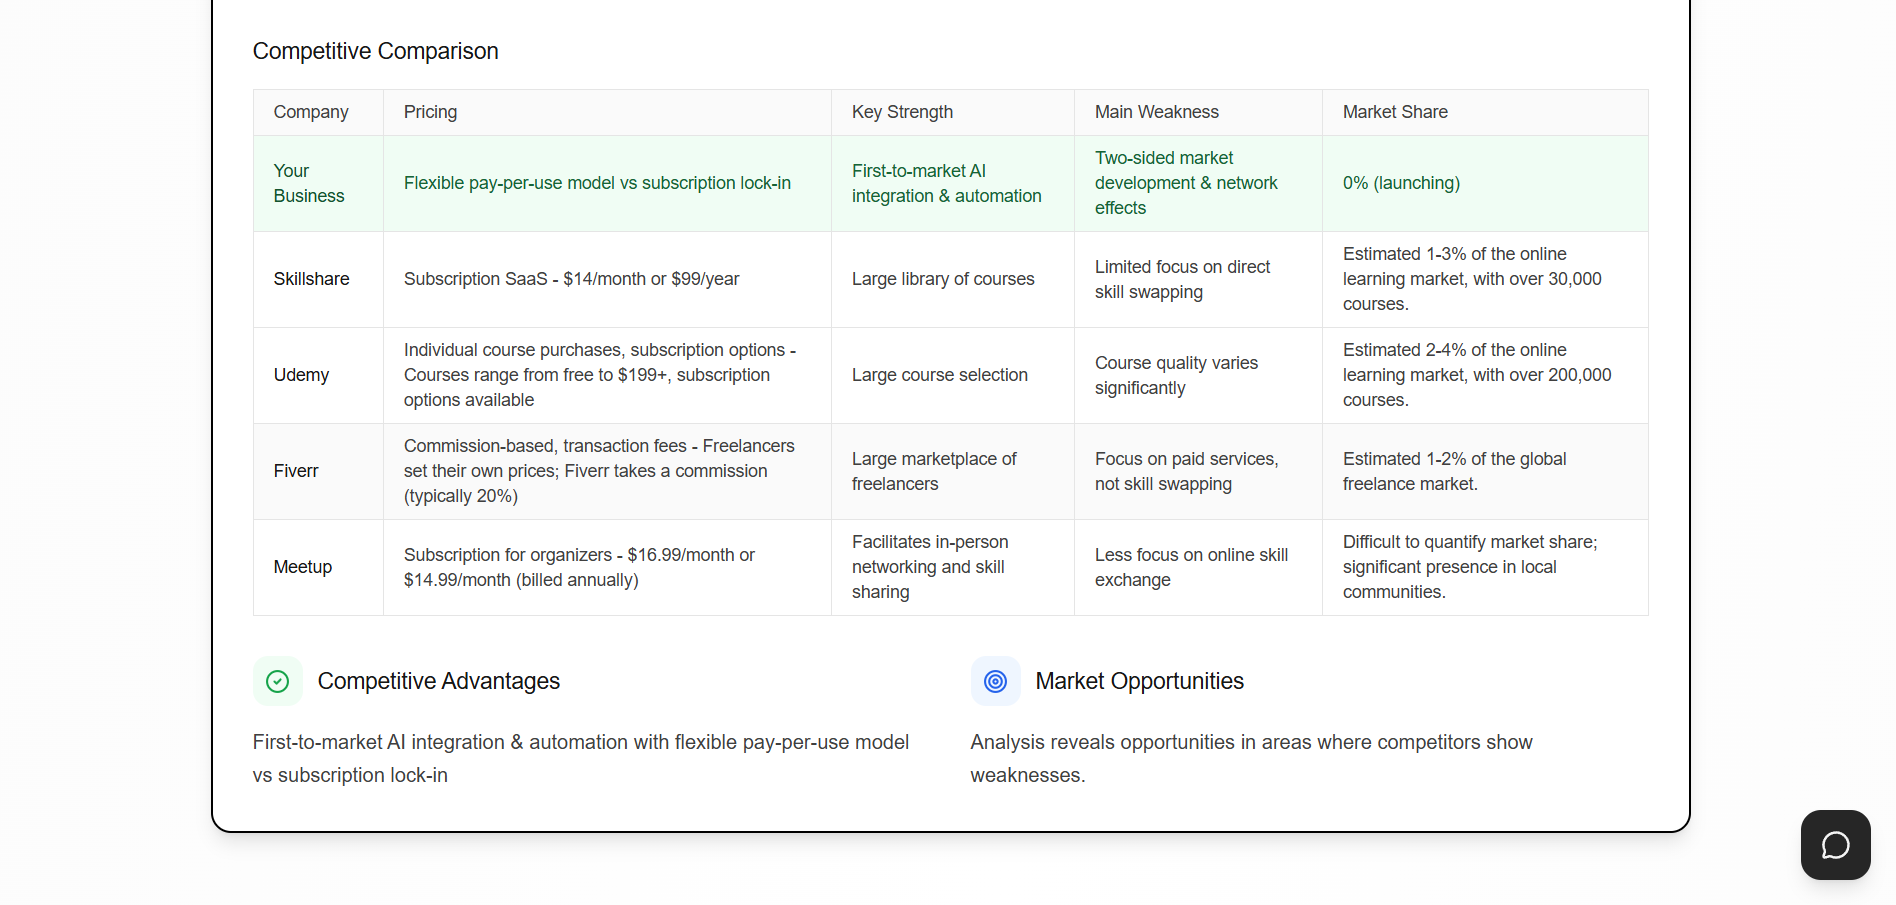 Competitive Comparison
Company
Pricing
Key Strength
Main Weakness
Market Share
Your
Business
Flexible pay-per-use model vs subscription lock-in
First-to-market AI
integration & automation
Two-sided market
development & network
effects
0% (launching)
Skillshare
Subscription SaaS - $14/month or $99/year
Large library of courses
Limited focus on direct
skill swapping
Estimated 1-3% of the online
learning market, with over 30,000
courses.
Udemy
Individual course purchases, subscription options -
Courses range from free to $199+, subscription
options available
Large course selection
Course quality varies
significantly
Estimated 2-4% of the online
learning market, with over 200,000
courses.
Fiverr
Commission-based, transaction fees - Freelancers
set their own prices; Fiverr takes a commission
(typically 20%)
Large marketplace of
freelancers
Focus on paid services,
not skill swapping
Estimated 1-2% of the global
freelance market.
Meetup
Subscription for organizers - $16.99/month or
$14.99/month (billed annually)
Facilitates in-person
networking and skill
sharing
Less focus on online skill
exchange
Difficult to quantify market share;
significant presence in local
communities.
Competitive Advantages
First-to-market AI integration & automation with flexible pay-per-use model
vs subscription lock-in
Market Opportunities
Analysis reveals opportunities in areas where competitors show
weaknesses.